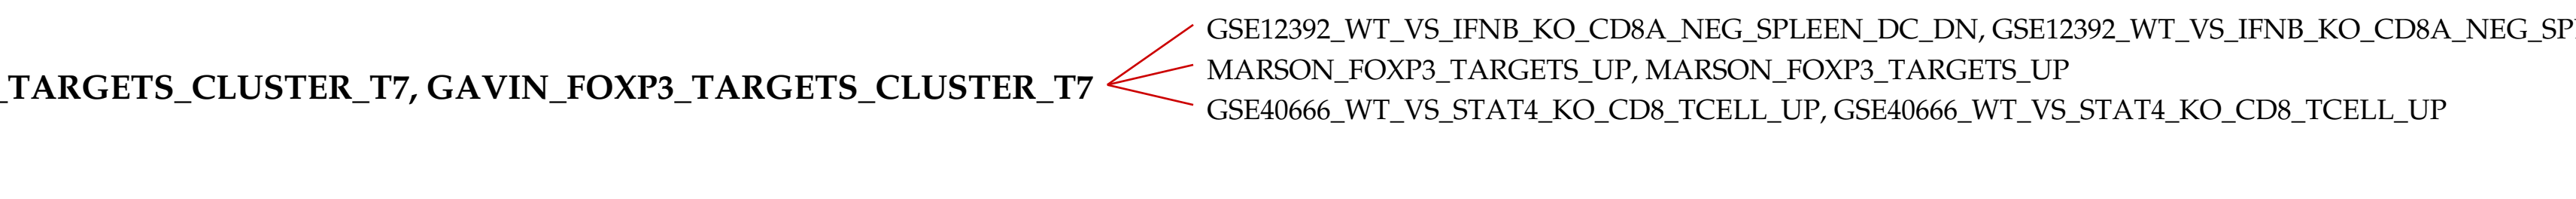 GSE12392_WT_VS_IFNB_KO_CD8A_NEG_SPLEEN_DC_DN, GSE12392_WT_VS_IFNB_KO_CD8A_NEG_SP
_TARGETS_CLUSTER_T7, GAVIN_FOXP3_TARGETS_CLUSTER_T7
MARSON_FOXP3_TARGETS_UP, MARSON_FOXP3_TARGETS_UP
GSE40666_WT_VS_STAT4_KO_CD8_TCELL_UP, GSE40666_WT_VS_STAT4_KO_CD8_TCELL_UP